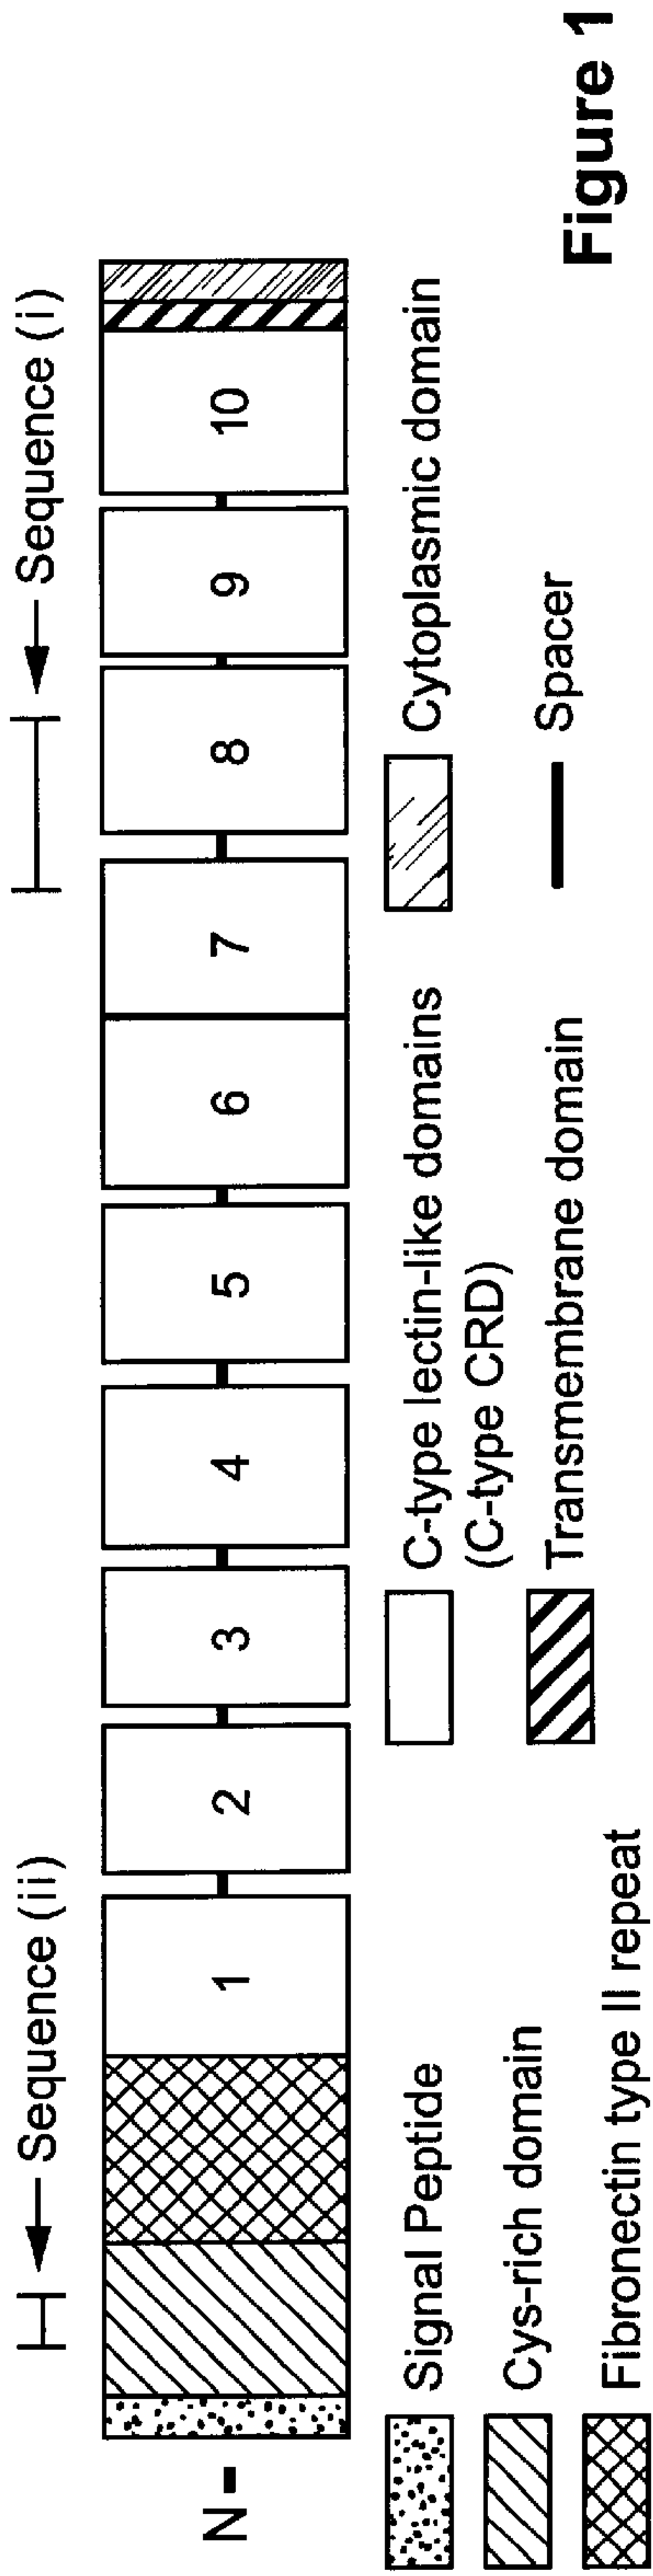 Sequence (ii)
Sequence (i)
N-
1
2
3
4
5
6
7
8
9
10
Signal Peptide
Cys-rich domain
Fibronectin type II repeat
C-type lectin-like domains
(C-type CRD)
Transmembrane domain
Cytoplasmic domain
Spacer
Figure 1